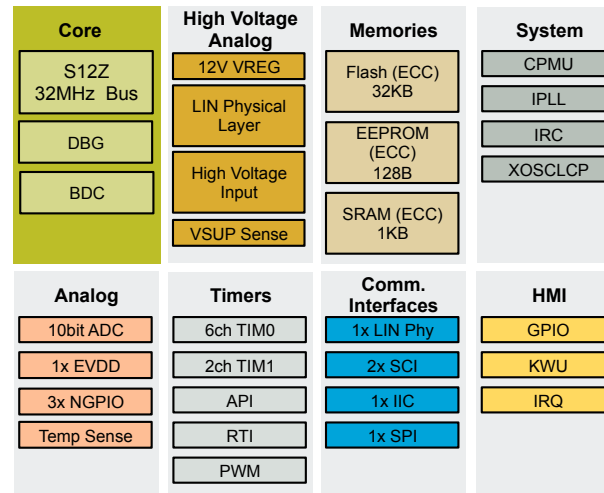 Core
S12Z
32MHz Bus
DBG
BDC
High Voltage
Analog
12V VREG
LIN Physical
Layer
High Voltage
Input
VSUP Sense
Memories
Flash (ECC)
32KB
EEPROM
(ECC)
128B
SRAM (ECC)
1KB
System
CPMU
IPLL
IRC
XOSCLCP
Analog
10bit ADC
1x EVDD
3x NGPIO
Temp Sense
Timers
6ch TIM0
2ch TIM1
API
RTI
PWM
Comm.
Interfaces
1x LIN Phy
2x SCI
1x IIC
1x SPI
HMI
GPIO
KWU
IRQ